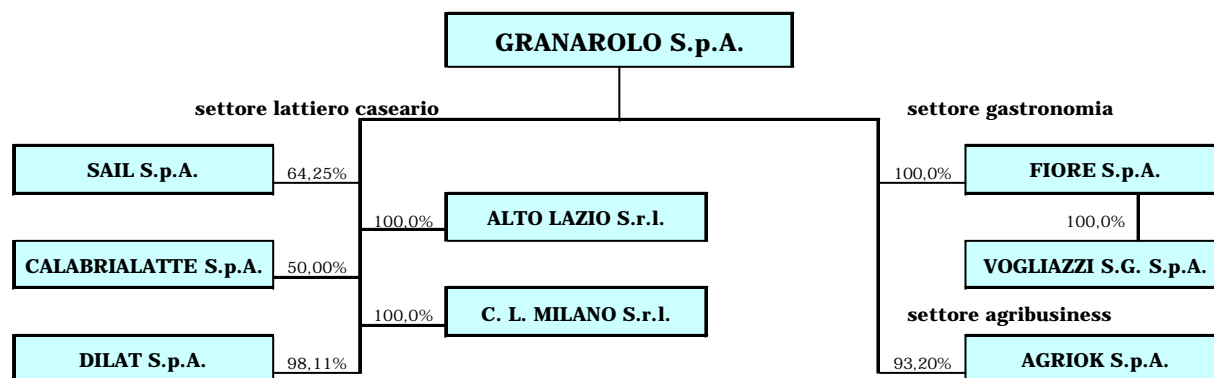 GRANAROLO S.p.A.
settore lattiero caseario
settore gastronomia
SAIL S.p.A.
64,25%
100,0%
FIORE S.p.A.
100,0%
ALTO LAZIO S.r.l.
100,0%
CALABRIALATTE S.p.A.
50,00%
VOGLIAZZI S.G. S.p.A.
100,0%
C. L. MILANO S.r.l.
settore agribusiness
DILAT S.p.A.
98,11%
93,20%
AGRIOK S.p.A.